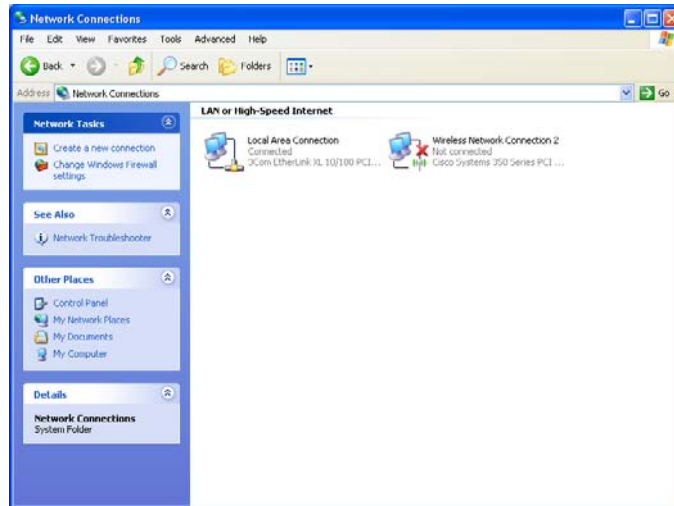 Network Connections
File Edit View Favorites Tools Advanced Help
Back Search Folders
Address Network Connections Go
Network Tasks
Create a new connection
Change Windows Firewall
settings
See Also
Network Troubleshooter
Other Places
Control Panel
My Network Places
My Documents
My Computer
Details
Network Connections
System Folder
LAN or High-Speed Internet
Local Area Connection
Connected
3Com EtherLink XL 10/100 PCI...
Wireless Network Connection 2
Not connected
Cisco Systems 350 Series PCI ...